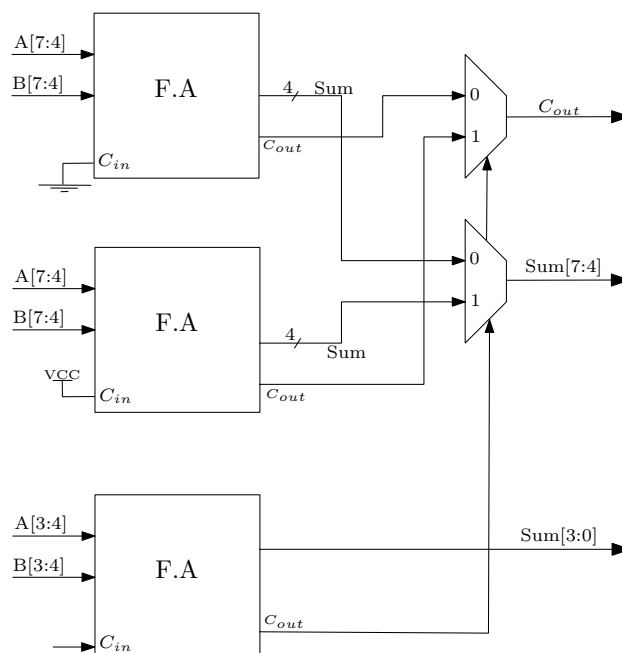 A[7:4]
B[7:4]
F.A
4
Sum
C_out
C_in
0
1
C_out
A[7:4]
B[7:4]
F.A
4
Sum
VCC
C_in
C_out
0
1
Sum[7:4]
A[3:4]
B[3:4]
F.A
Sum[3:0]
C_out
C_in